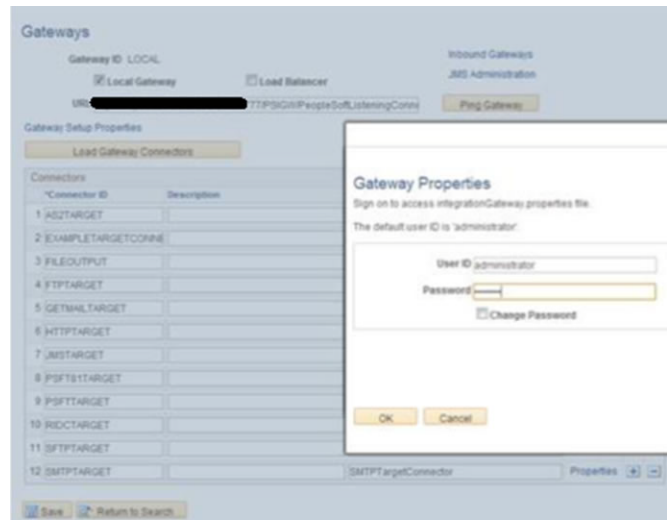 Gateways
Gateway ID LOCAL
Inbound Gateways
Local Gateway Load Balancer
JMS Administration
URL
Ping Gateway
Gateway Setup Properties
Load Gateway Connectors
Connectors
*Connector ID Description
1 AS2TARGET
2 EXAMPLETARGETCONNE
3 FILEOUTPUT
4 FTPTARGET
5 GETMAILTARGET
6 HTTPTARGET
7 JMSTARGET
8 PSFT81TARGET
9 PSFTTARGET
10 RIDCTARGET
11 SFTPTARGET
12 SMTPTARGET SMTPTargetConnector Properties
Save Return to Search
Gateway Properties
Sign on to access integrationGateway.properties file.
The default user ID is 'administrator'
User ID administrator
Password
Change Password
OK Cancel